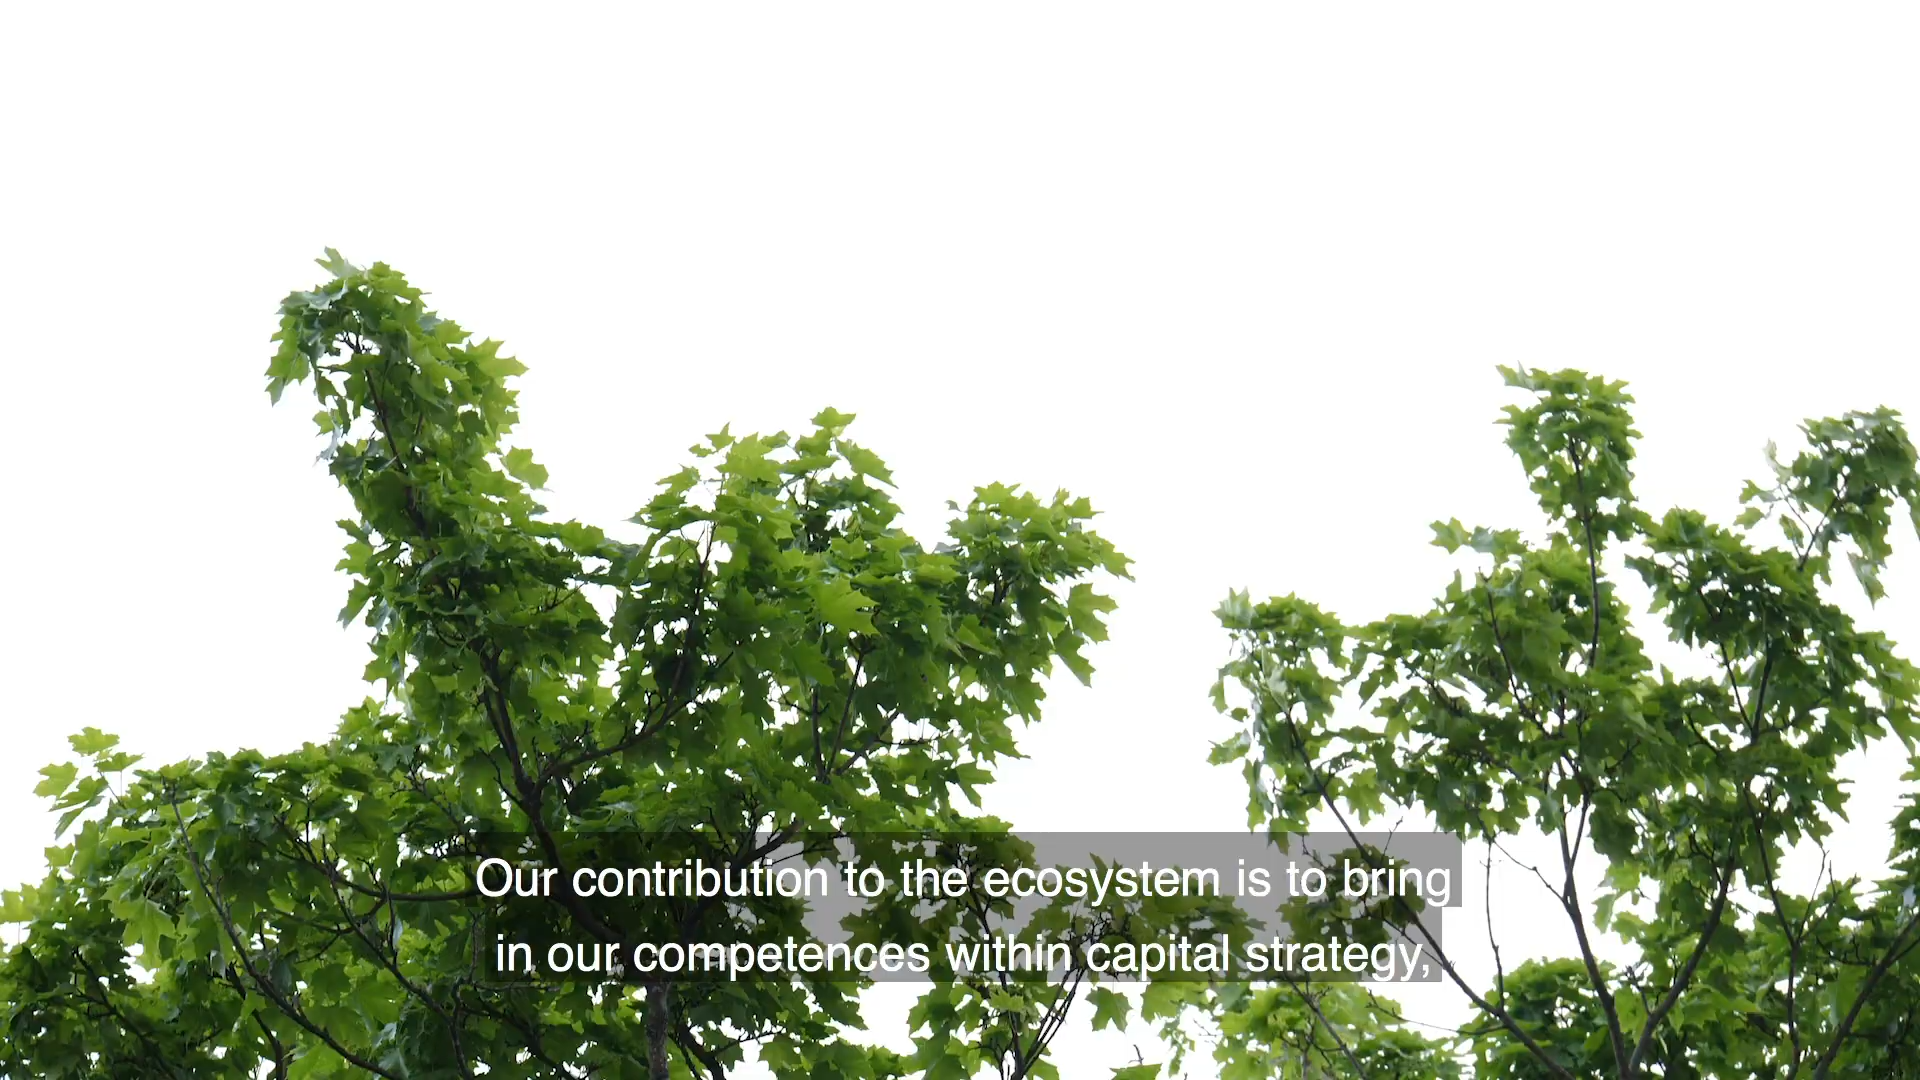 Our contribution to the ecosystem is to bring
in our competences within capital strategy,